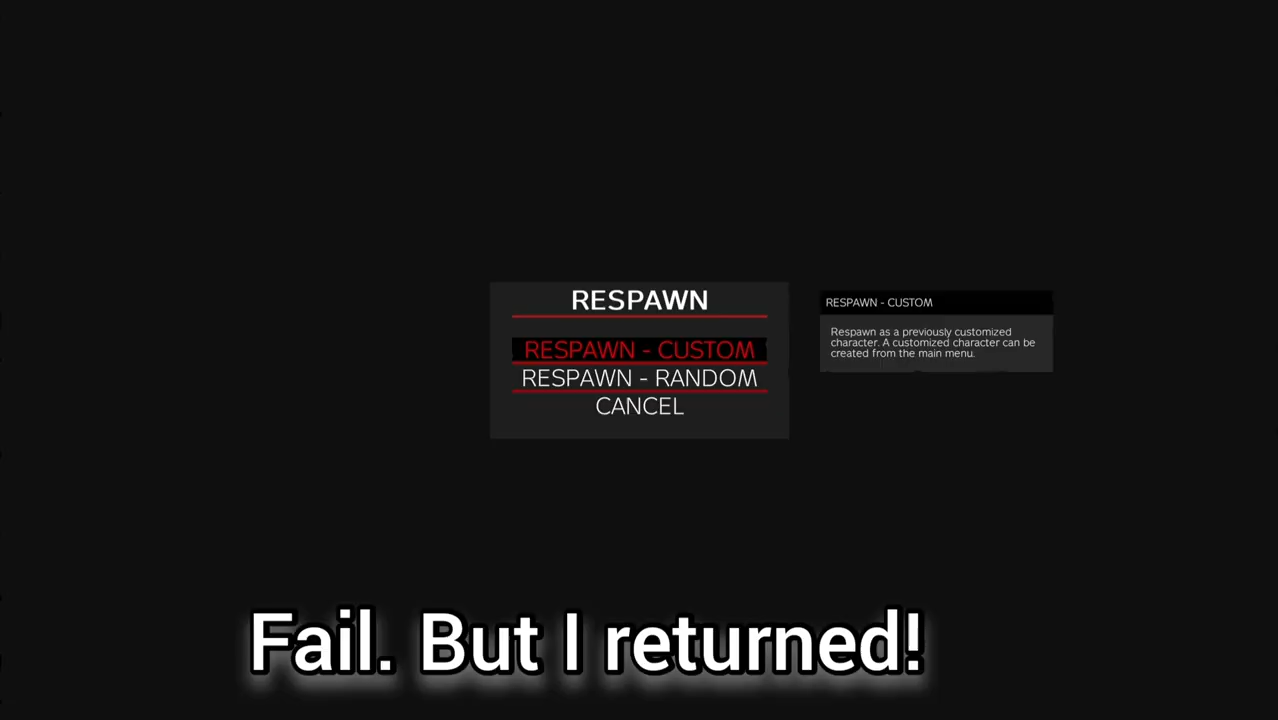 RESPAWN
RESPAWN - CUSTOM
RESPAWN - RANDOM
CANCEL
RESPAWN - CUSTOM
Respawn as a previously customized
character. A customized character can be
created from the main menu.
Fail. But I returned!